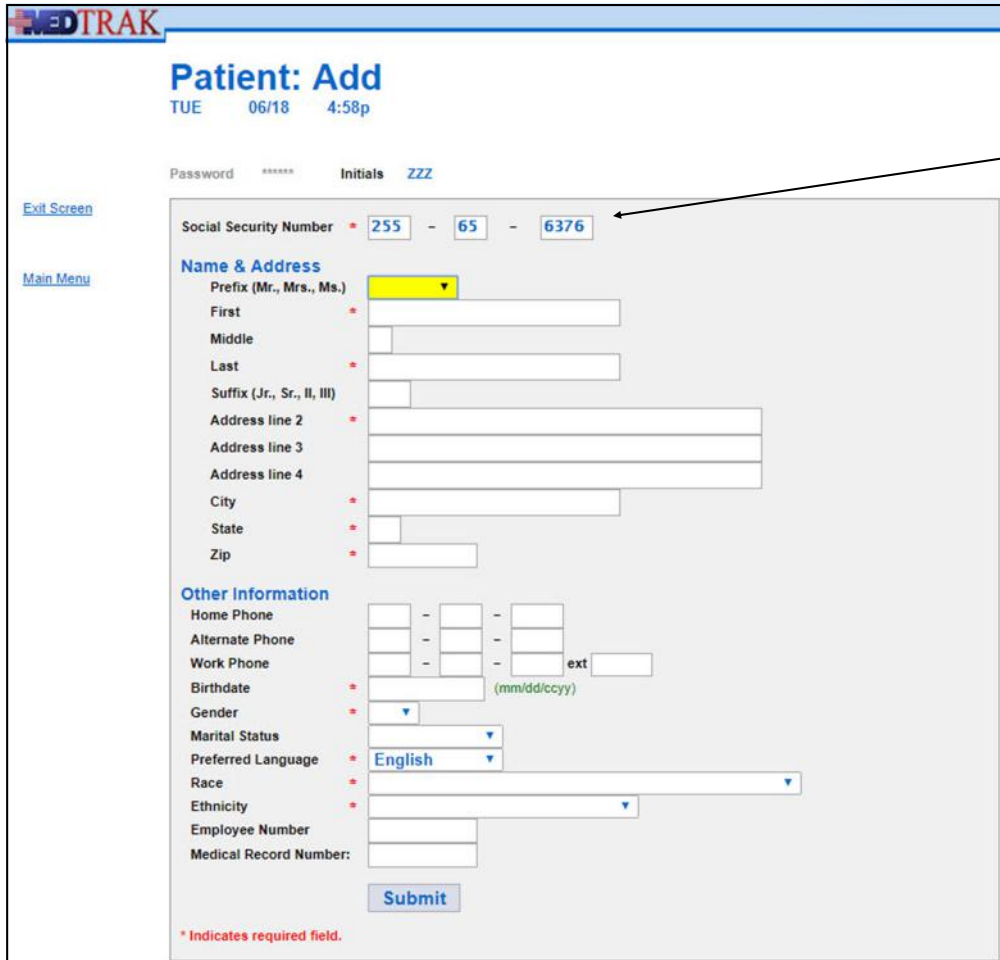 MEDTRAK
Patient: Add
TUE 06/18 4:58p
Password ****** Initials ZZZ
Exit Screen
Social Security Number * 255 - 65 - 6376
Main Menu
Name & Address
Prefix (Mr., Mrs., Ms.)
First *
Middle
Last *
Suffix (Jr., Sr., II, III)
Address line 2 *
Address line 3
Address line 4
City *
State *
Zip *
Other Information
Home Phone - -
Alternate Phone - -
Work Phone - - ext
Birthdate * (mm/dd/ccyy)
Gender *
Marital Status
Preferred Language * English
Race *
Ethnicity *
Employee Number
Medical Record Number:
Submit
* Indicates required field.